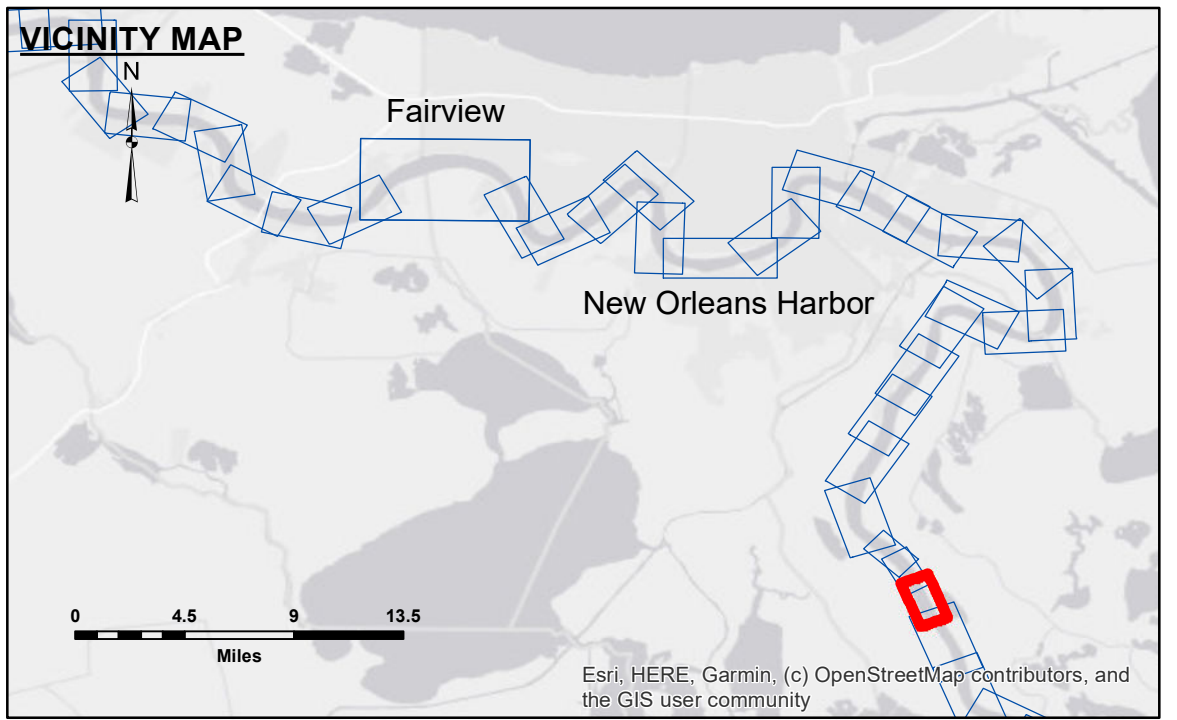 VICINITY MAP
N
Fairview
New Orleans Harbor
0 4.5 9 13.5
Miles
Esri, HERE, Garmin, (c) OpenStreetMap contributors, and
the GIS user community